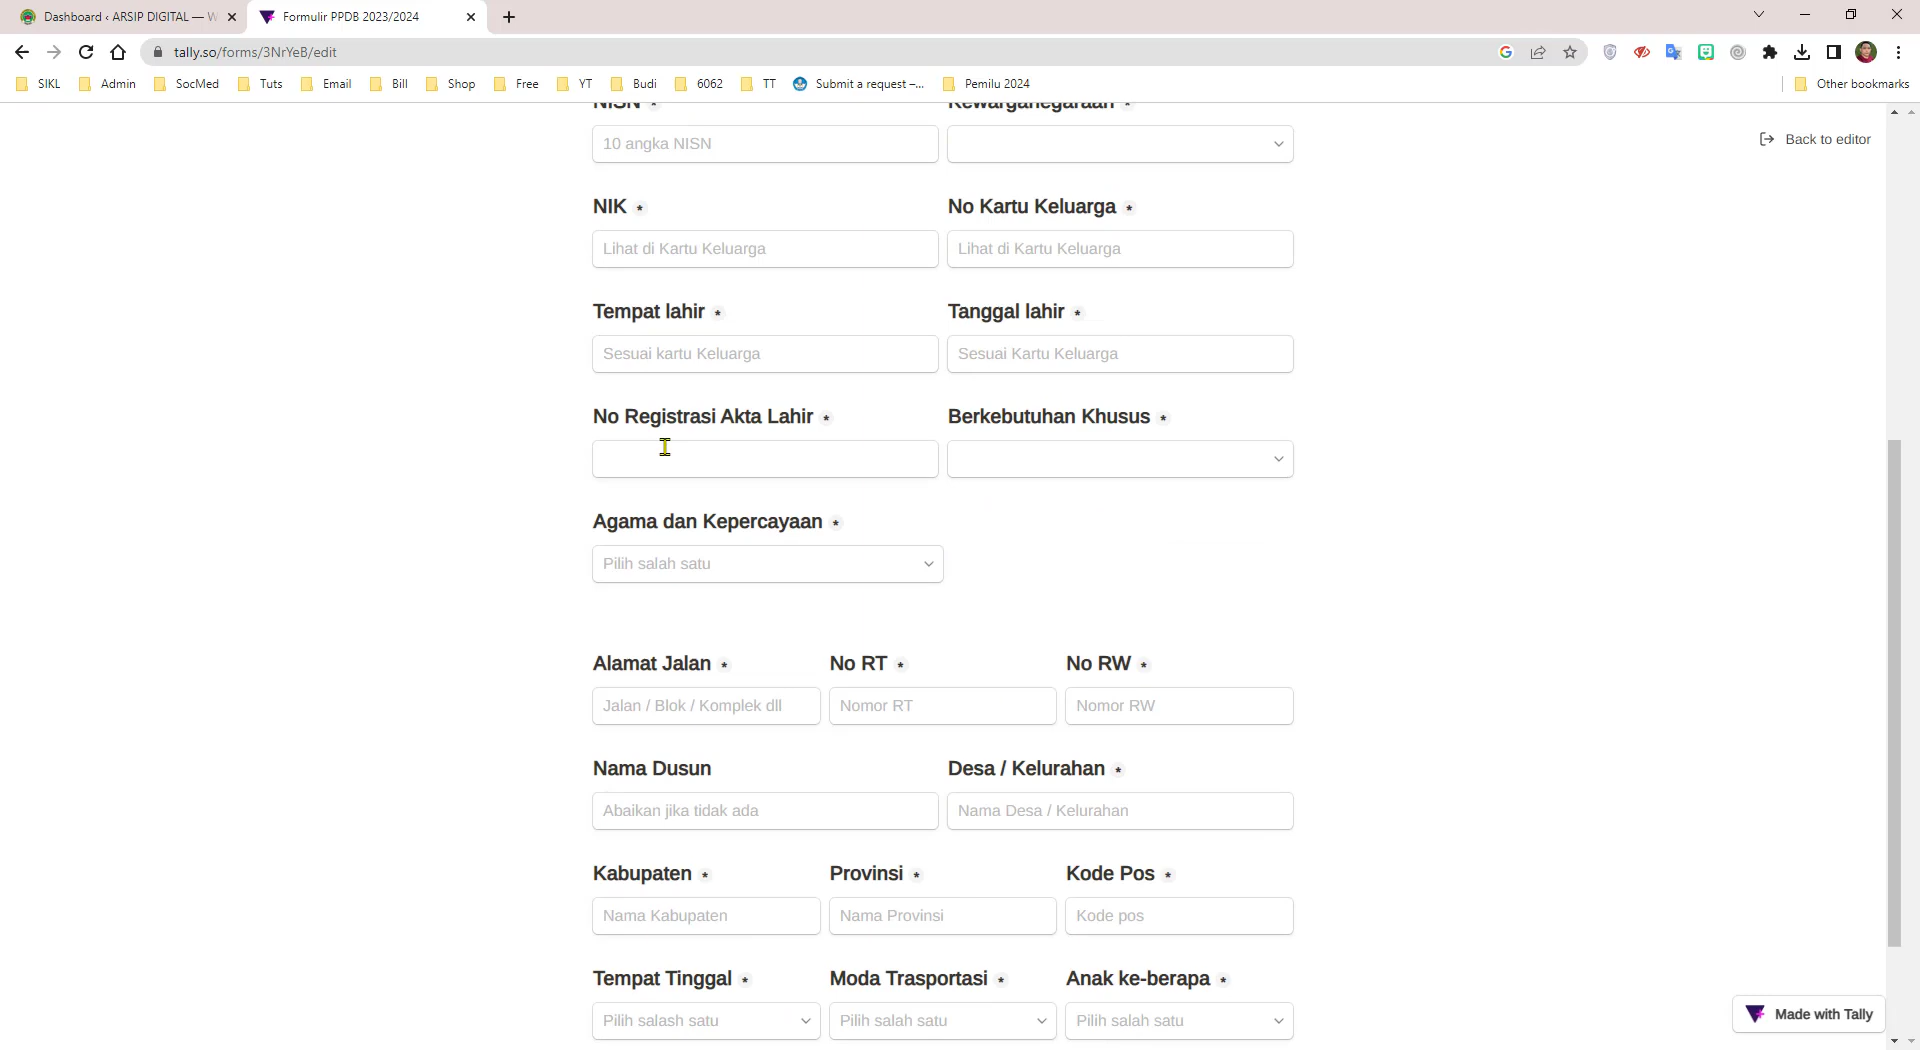 Dashboard ‹ ARSIP DIGITAL — W
Formulir PPDB 2023/2024
tally.so/forms/3NrYeB/edit
SIKL Admin SocMed Tuts Email Bill Shop Free YT Budi 6062 TT Submit a request –... Pemilu 2024 Other bookmarks
NISN * Kewarganegaraan *
10 angka NISN
Back to editor
NIK * No Kartu Keluarga *
Lihat di Kartu Keluarga Lihat di Kartu Keluarga
Tempat lahir * Tanggal lahir *
Sesuai kartu Keluarga Sesuai Kartu Keluarga
No Registrasi Akta Lahir * Berkebutuhan Khusus *
Agama dan Kepercayaan *
Pilih salah satu
Alamat Jalan * No RT * No RW *
Jalan / Blok / Komplek dll Nomor RT Nomor RW
Nama Dusun Desa / Kelurahan *
Abaikan jika tidak ada Nama Desa / Kelurahan
Kabupaten * Provinsi * Kode Pos *
Nama Kabupaten Nama Provinsi Kode pos
Tempat Tinggal * Moda Trasportasi * Anak ke-berapa *
Pilih salash satu Pilih salah satu Pilih salah satu
Made with Tally